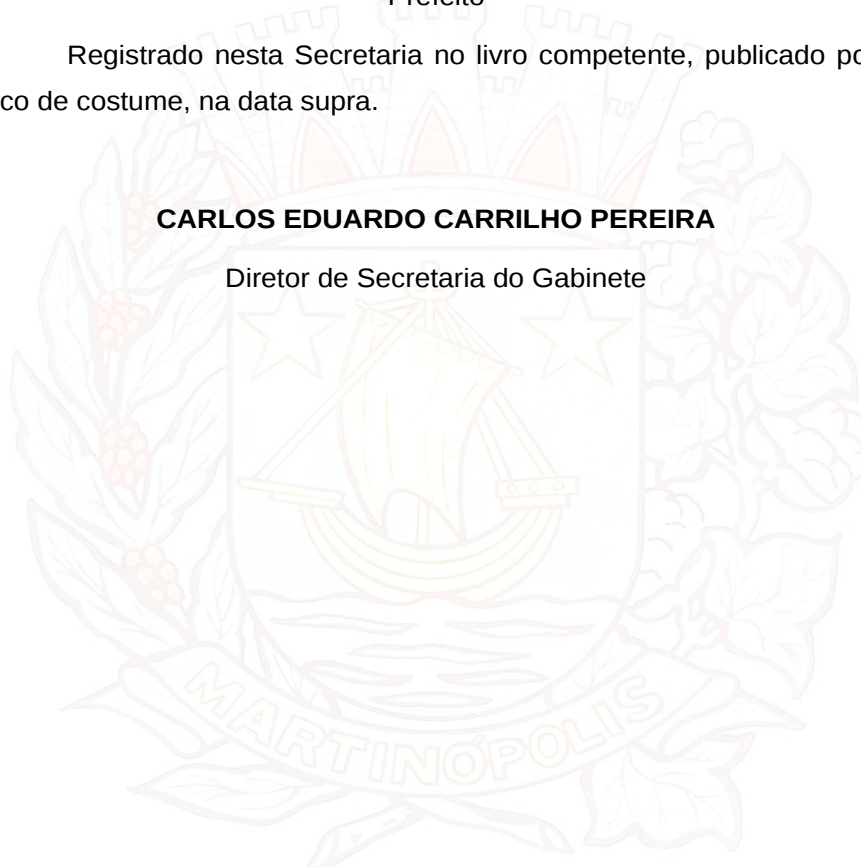 Prefeito
Registrado nesta Secretaria no livro competente, publicado po
co de costume, na data supra.
CARLOS EDUARDO CARRILHO PEREIRA
Diretor de Secretaria do Gabinete
MARTINÓPOLIS